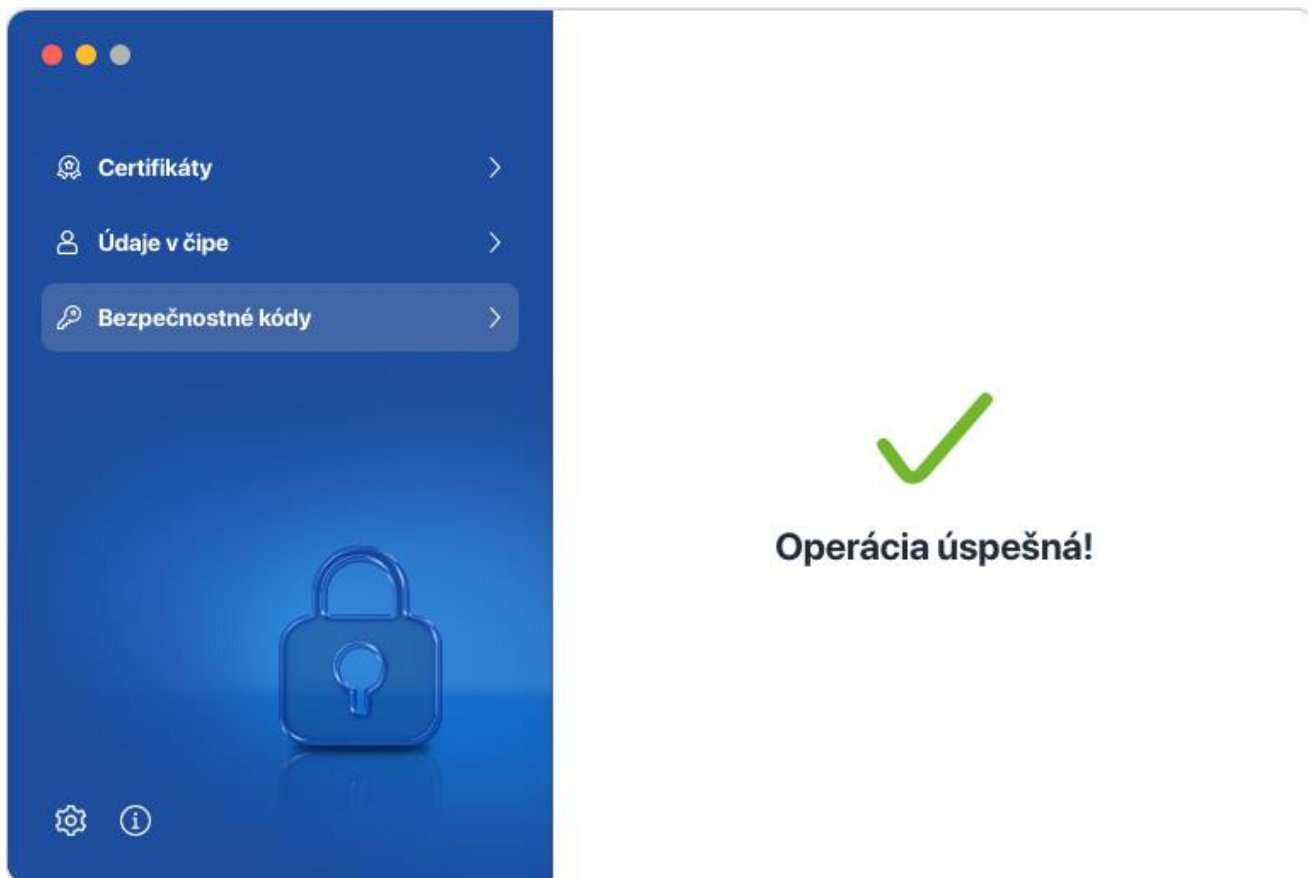 Certifikáty
Údaje v čipe
Bezpečnostné kódy
Operácia úspešná!